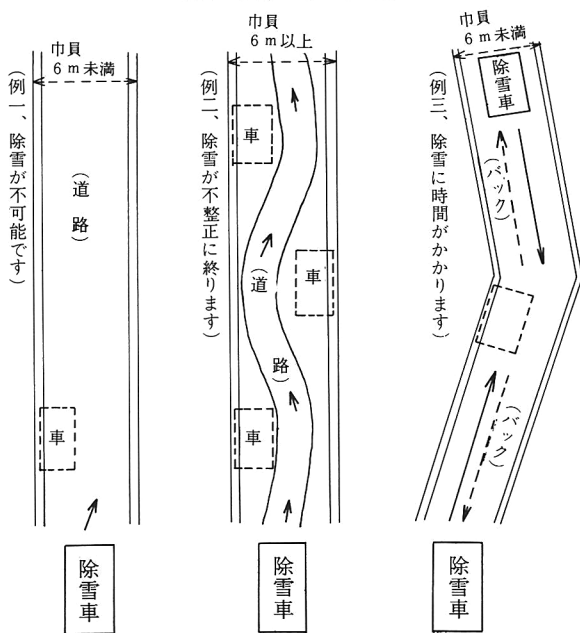 巾員
6m未満
(例一、除雪が不可能です)
(道路)
車
除雪車
巾員
6m以上
(例二、除雪が不整正に終ります)
車
(道
車
路)
車
除雪車
巾員
6m未満
(例三、除雪に時間がかかります)
除雪車
(バック)
(バック)
除雪車